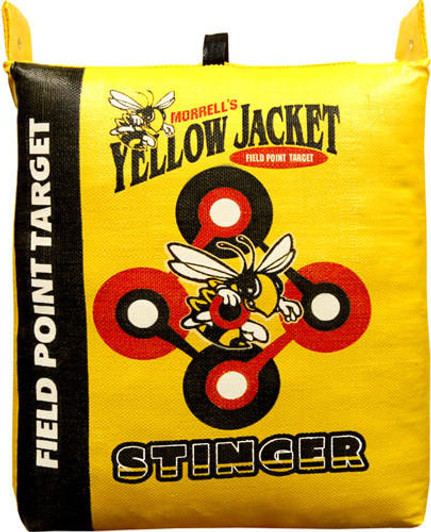 MORRELL'S
YELLOW JACKET
FIELD POINT TARGET
FIELD POINT TARGET
STINGER